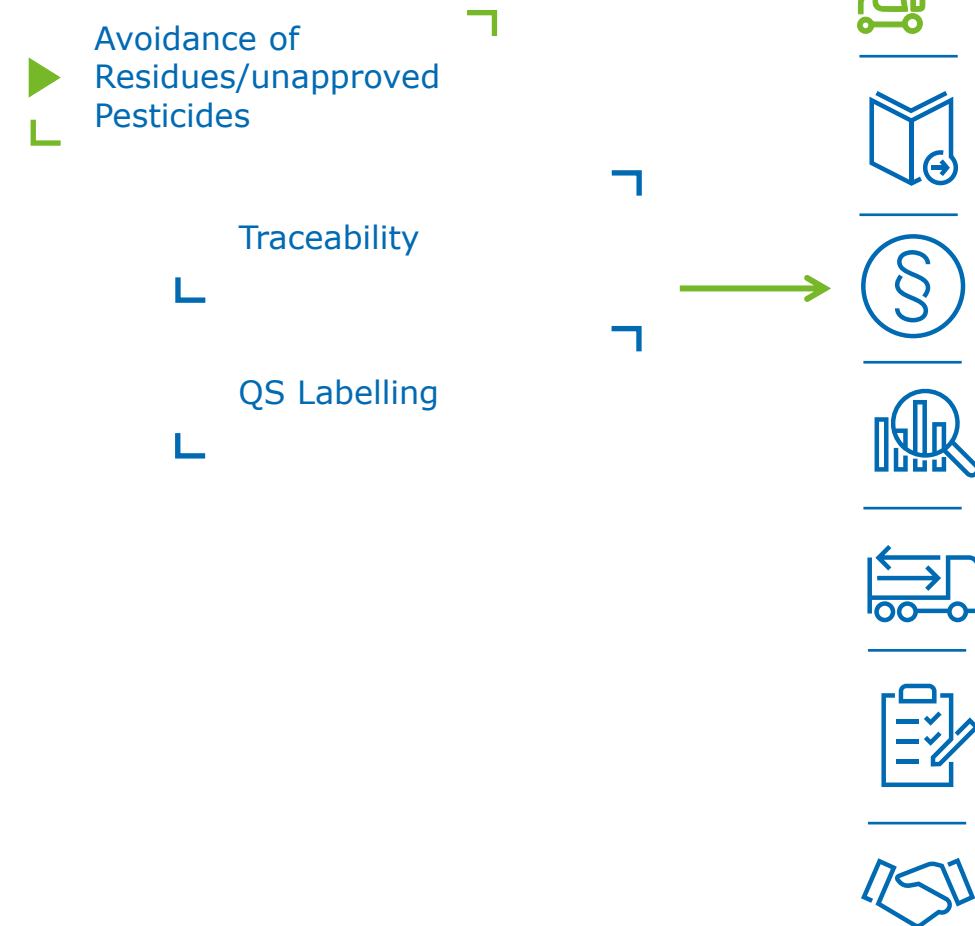 Avoidance of
Residues/unapproved
Pesticides
Traceability
QS Labelling
§